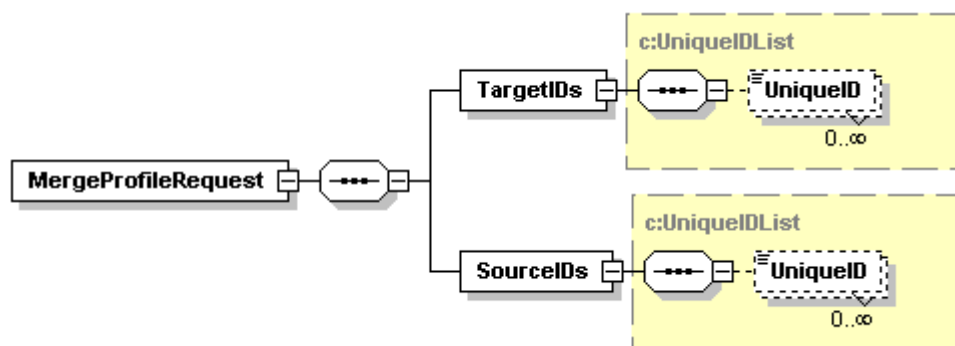 c:UniqueIDList
TargetIDs
UniqueID
0..∞
MergeProfileRequest
c:UniqueIDList
SourceIDs
UniqueID
0..∞